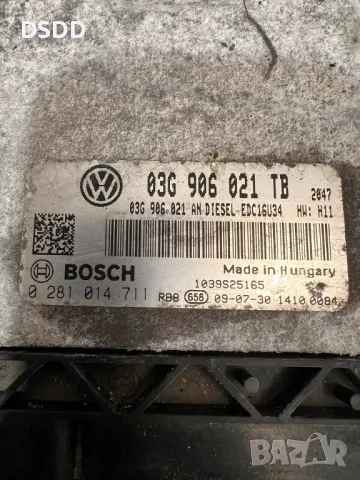 DSDD
03G 906 021 TB 2047
03G 906 021 AN DIESEL-EDC16U34 HW: H11
BOSCH Made in Hungary
1039S25165
0 281 014 711 RBB 658 09-07-30 1410 0084
BAZAR